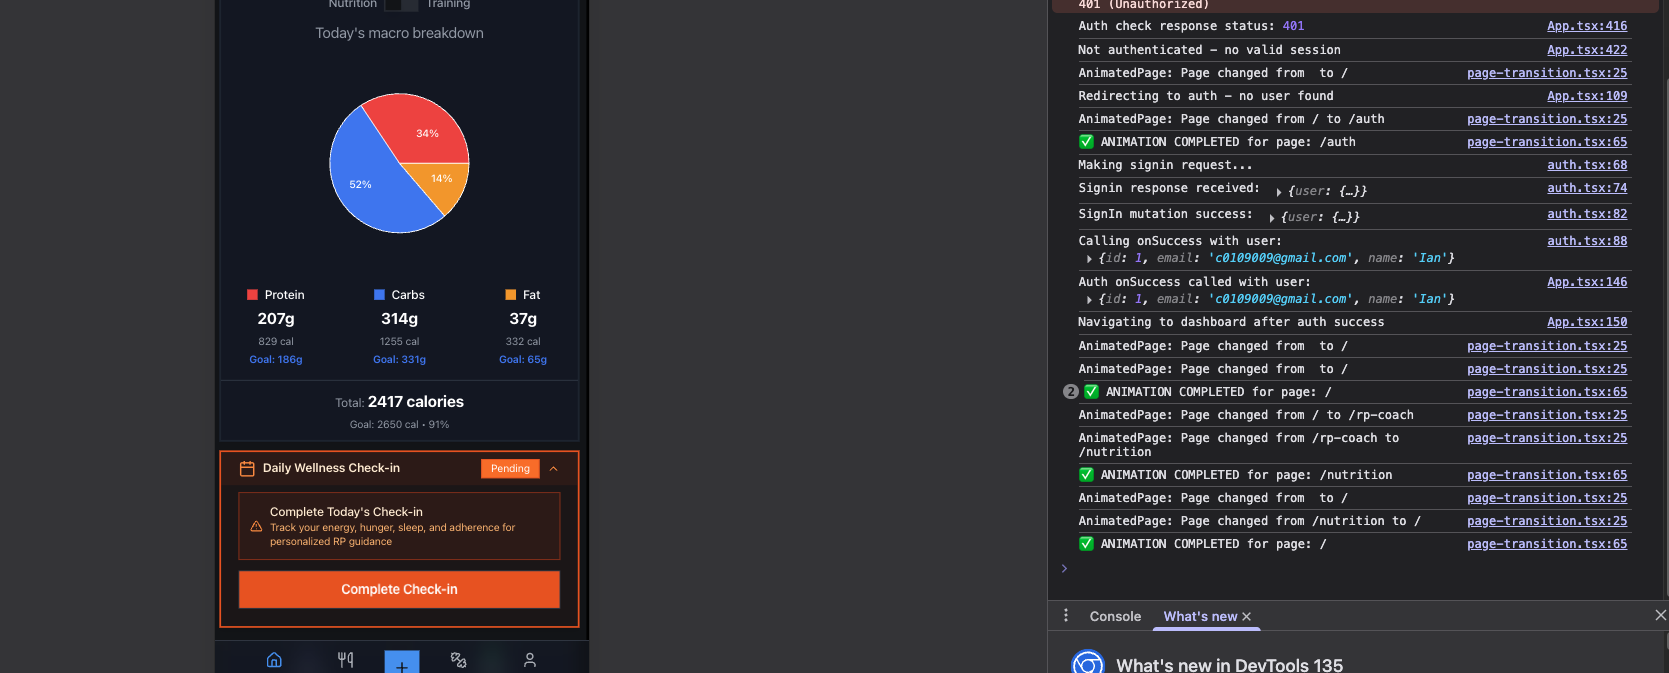 Nutrition Training
Today's macro breakdown
34%
14%
52%
Protein
207g
829 cal
Goal: 186g
Carbs
314g
1255 cal
Goal: 331g
Fat
37g
332 cal
Goal: 65g
Total: 2417 calories
Goal: 2650 cal • 91%
Daily Wellness Check-in
Pending
Complete Today's Check-in
Track your energy, hunger, sleep, and adherence for
personalized RP guidance
Complete Check-in
+
401 (Unauthorized)
Auth check response status: 401 App.tsx:416
Not authenticated – no valid session App.tsx:422
AnimatedPage: Page changed from  to / page-transition.tsx:25
Redirecting to auth – no user found App.tsx:109
AnimatedPage: Page changed from / to /auth page-transition.tsx:25
✅ ANIMATION COMPLETED for page: /auth page-transition.tsx:65
Making signin request... auth.tsx:68
Signin response received: ▶ {user: {…}} auth.tsx:74
SignIn mutation success: ▶ {user: {…}} auth.tsx:82
Calling onSuccess with user: auth.tsx:88
▶ {id: 1, email: 'c0109009@gmail.com', name: 'Ian'}
Auth onSuccess called with user: App.tsx:146
▶ {id: 1, email: 'c0109009@gmail.com', name: 'Ian'}
Navigating to dashboard after auth success App.tsx:150
AnimatedPage: Page changed from  to / page-transition.tsx:25
AnimatedPage: Page changed from  to / page-transition.tsx:25
2 ✅ ANIMATION COMPLETED for page: / page-transition.tsx:65
AnimatedPage: Page changed from / to /rp-coach page-transition.tsx:25
AnimatedPage: Page changed from /rp-coach to page-transition.tsx:25
/nutrition
✅ ANIMATION COMPLETED for page: /nutrition page-transition.tsx:65
AnimatedPage: Page changed from  to / page-transition.tsx:25
AnimatedPage: Page changed from /nutrition to / page-transition.tsx:25
✅ ANIMATION COMPLETED for page: / page-transition.tsx:65
Console
What's new
What's new in DevTools 135